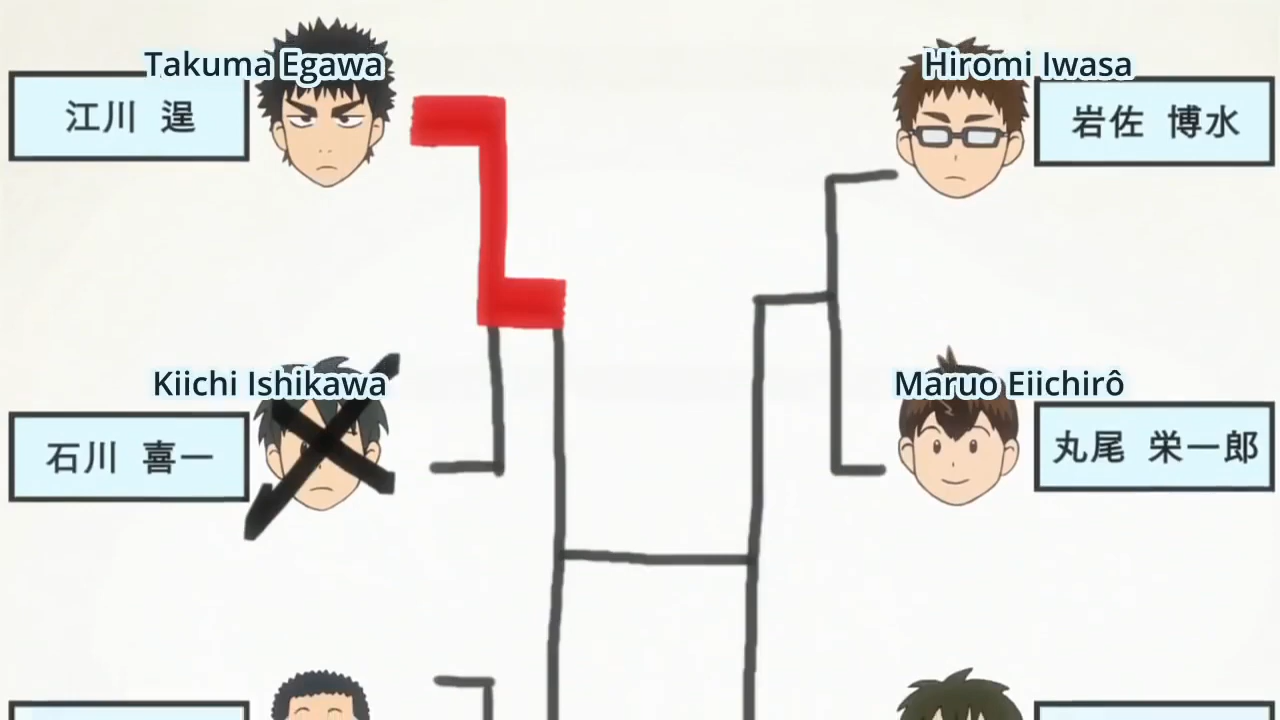 Takuma Egawa
江川 逞
Hiromi Iwasa
岩佐 博水
Kiichi Ishikawa
石川 喜一
Maruo Eiichirô
丸尾 栄一郎